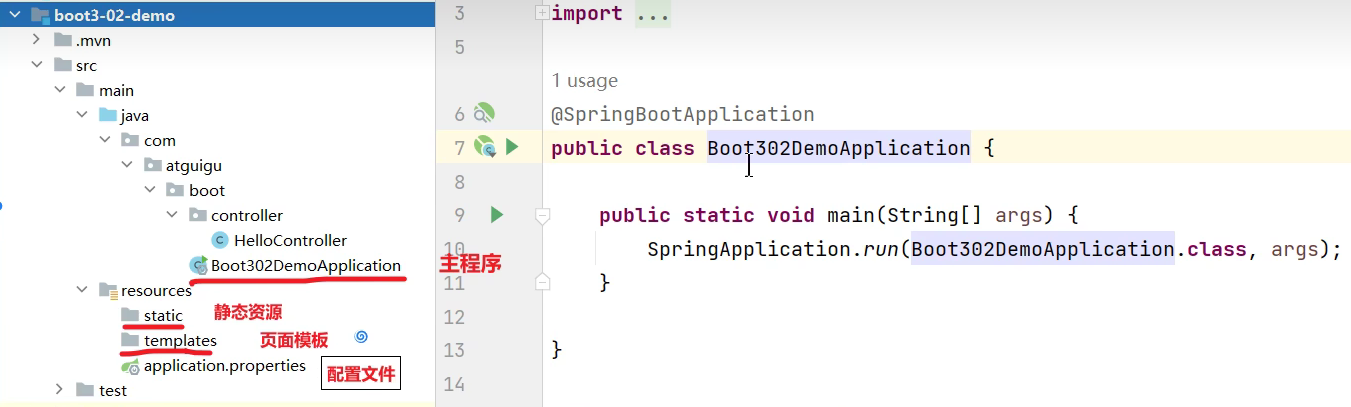 boot3-02-demo
.mvn
src
main
java
com
atguigu
boot
controller
HelloController
Boot302DemoApplication
主程序
resources
static
静态资源
templates
页面模板
application.properties
配置文件
test
3 import ...
5
1 usage
6 @SpringBootApplication
7 public class Boot302DemoApplication {
8
9 public static void main(String[] args) {
10 SpringApplication.run(Boot302DemoApplication.class, args);
11 }
12
13 }
14